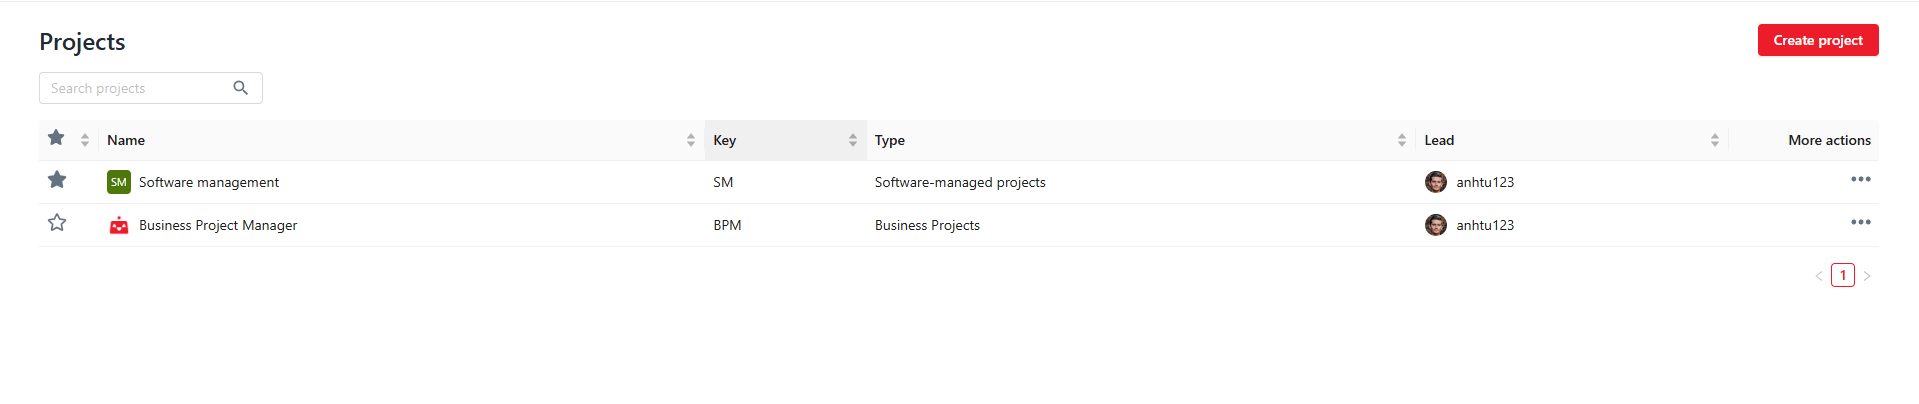 Projects
Create project
Search projects
Name Key Type Lead More actions
SM Software management SM Software-managed projects anhtu123
Business Project Manager BPM Business Projects anhtu123
1